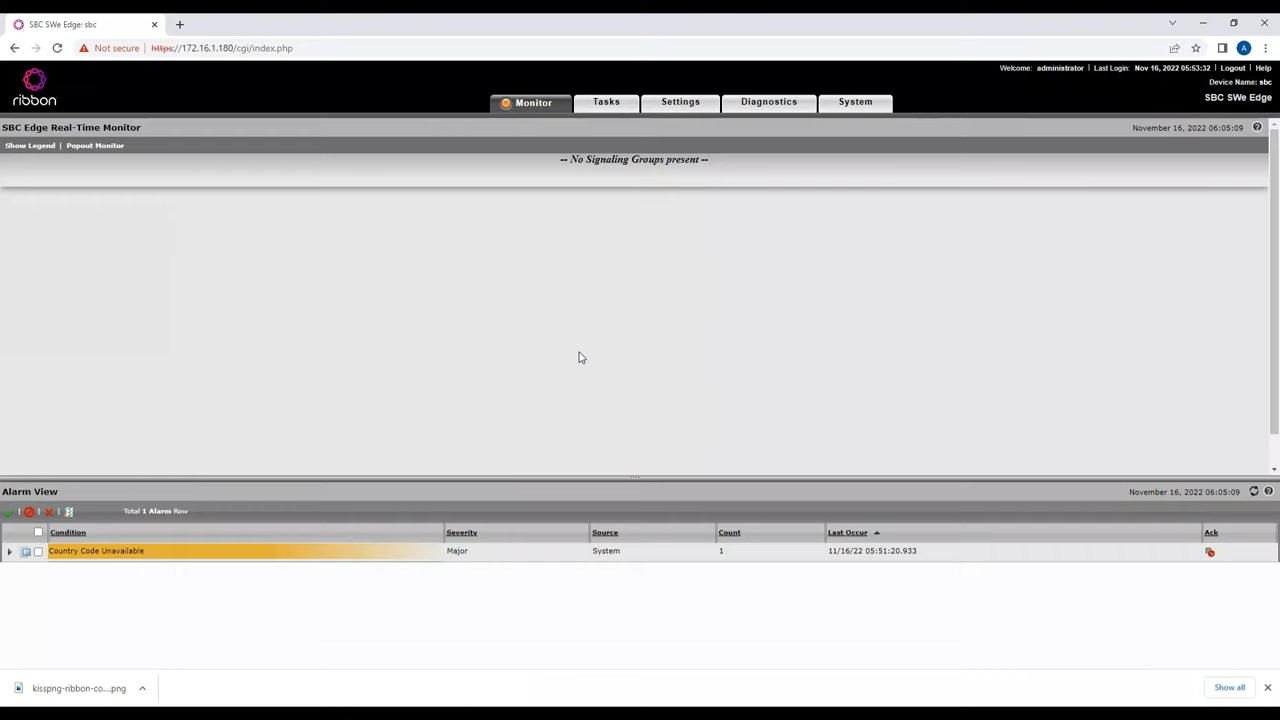 SBC SWe Edge: sbc
Not secure | https://172.16.1.180/cgi/index.php
A
ribbon
Welcome: administrator | Last Login: Nov 16, 2022 05:53:32 | Logout | Help
Device Name: sbc
SBC SWe Edge
Monitor Tasks Settings Diagnostics System
SBC Edge Real-Time Monitor November 16, 2022 06:05:09
Show Legend | Popout Monitor
-- No Signaling Groups present --
Alarm View November 16, 2022 06:05:09
Total 1 Alarm Row
Condition Severity Source Count Last Occur Ack
Country Code Unavailable Major System 1 11/16/22 05:51:20.933
kisspng-ribbon-co....png Show all